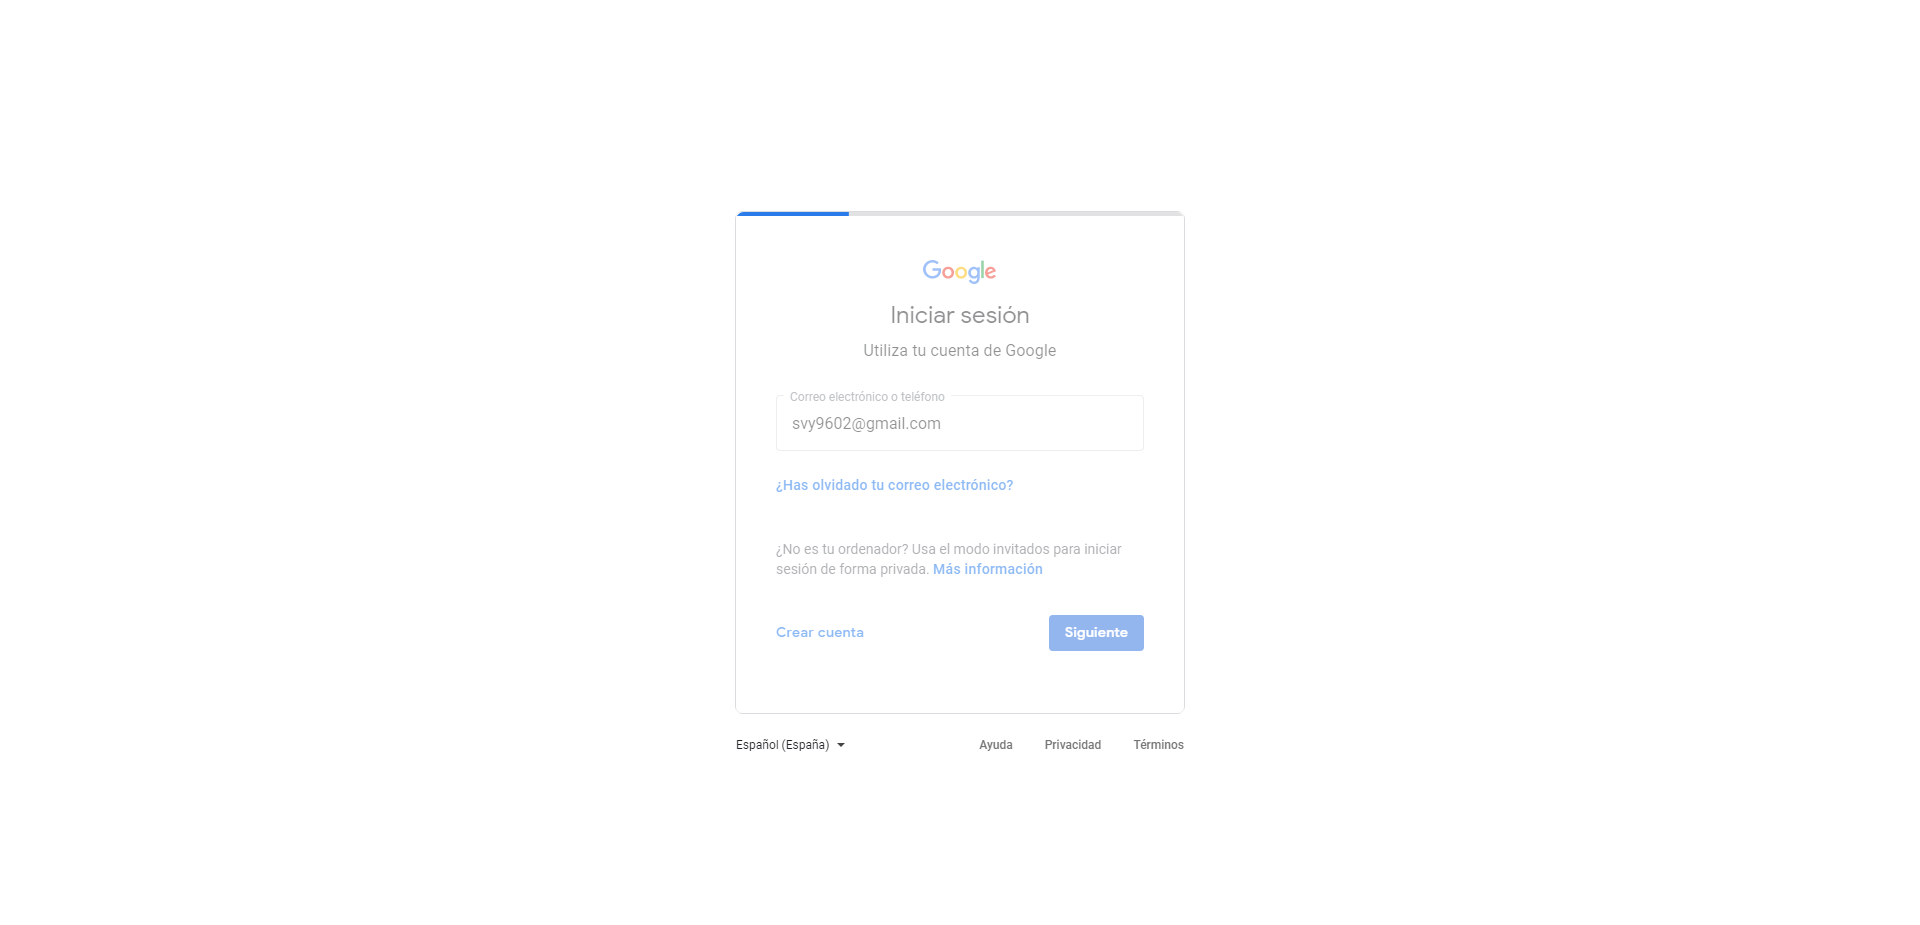 Google
Iniciar sesión
Utiliza tu cuenta de Google
Correo electrónico o teléfono
svy9602@gmail.com
¿Has olvidado tu correo electrónico?
¿No es tu ordenador? Usa el modo invitados para iniciar
sesión de forma privada. Más información
Crear cuenta
Siguiente
Español (España)
Ayuda
Privacidad
Términos